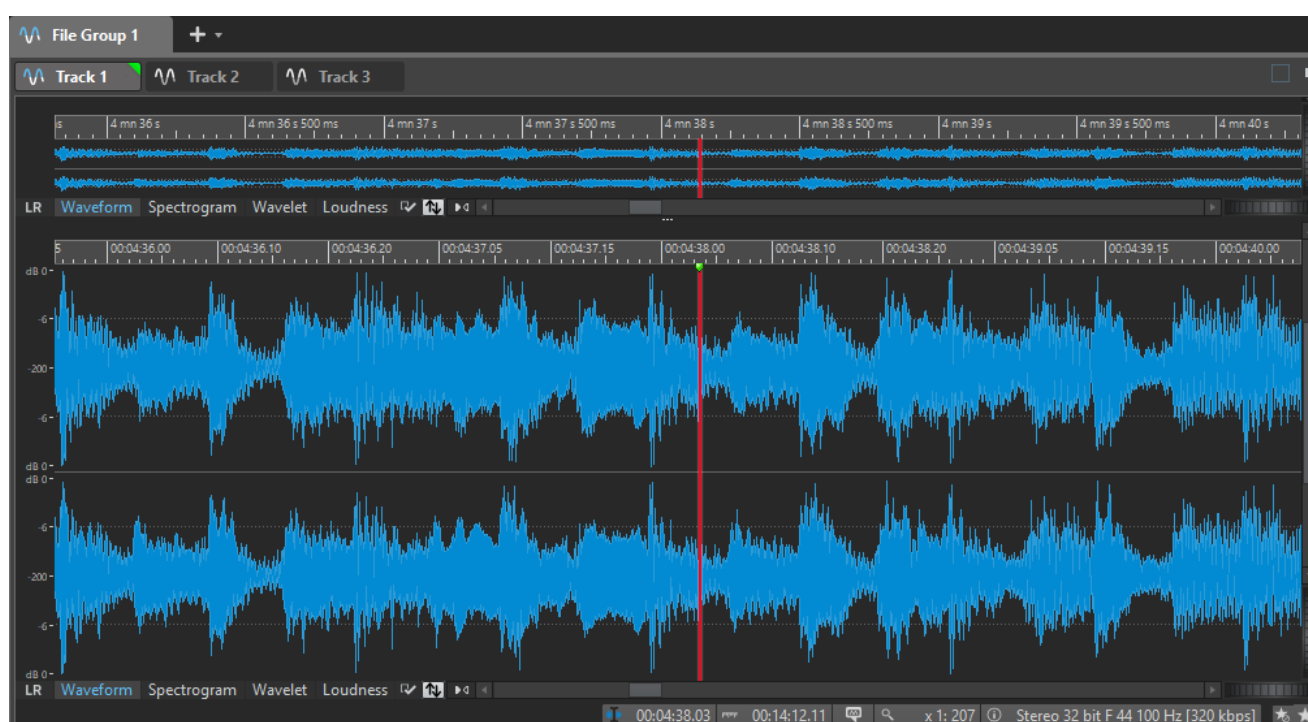 File Group 1 +
Track 1 Track 2 Track 3
4 mn 36 s 4 mn 36 s 500 ms 4 mn 37 s 4 mn 37 s 500 ms 4 mn 38 s 4 mn 38 s 500 ms 4 mn 39 s 4 mn 39 s 500 ms 4 mn 40 s
LR Waveform Spectrogram Wavelet Loudness
5 00:04:36.00 00:04:36.10 00:04:36.20 00:04:37.05 00:04:37.15 00:04:38.00 00:04:38.10 00:04:38.20 00:04:39.05 00:04:39.15 00:04:40.00
dB 0-
-6-
-200-
-6-
dB 0-
dB 0-
-6-
-200-
-6-
dB 0-
LR Waveform Spectrogram Wavelet Loudness
00:04:38.03 00:14:12.11 x 1: 207 Stereo 32 bit F 44 100 Hz [320 kbps]